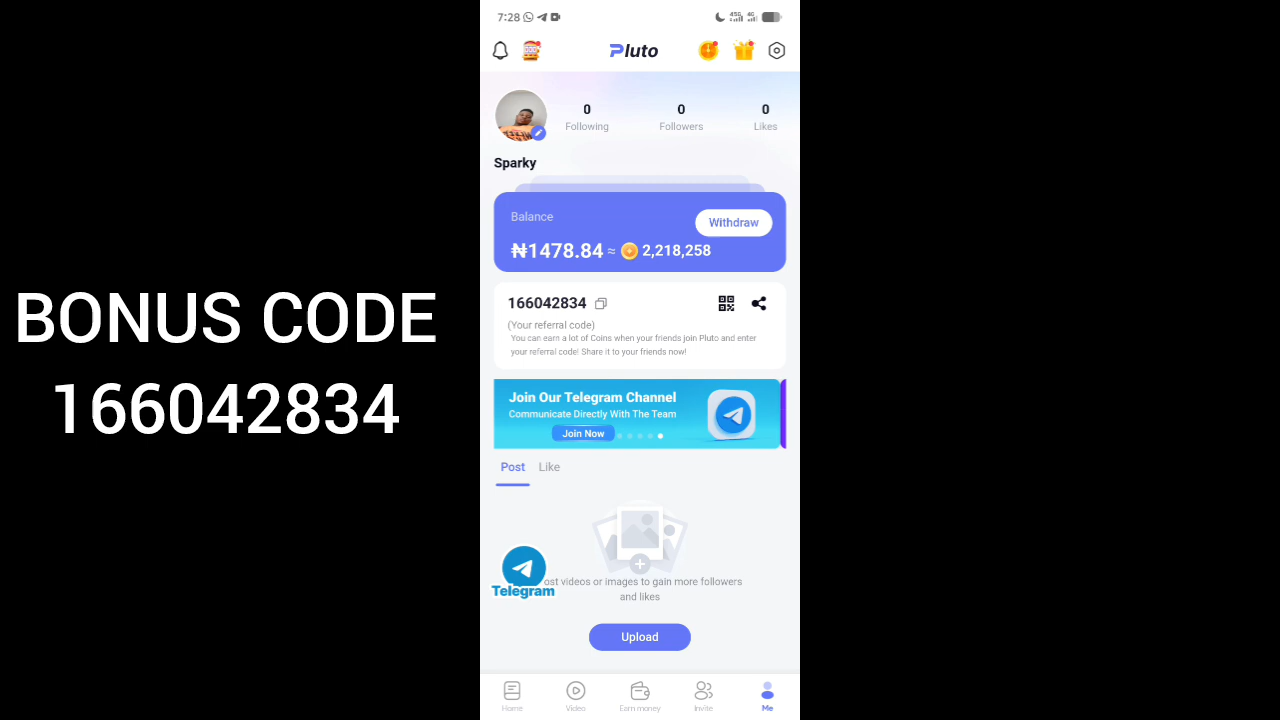 BONUS CODE
166042834
7:28
Pluto
0
0
0
Following
Followers
Likes
Sparky
Balance
Withdraw
₦1478.84 ≈ 2,218,258
166042834
(Your referral code)
You can earn a lot of Coins when your friends join Pluto and enter
your referral code! Share it to your friends now!
Join Our Telegram Channel
Communicate Directly With The Team
Join Now
Post
Like
ost videos or images to gain more followers
and likes
Telegram
Upload
Home
Video
Earn money
Invite
Me